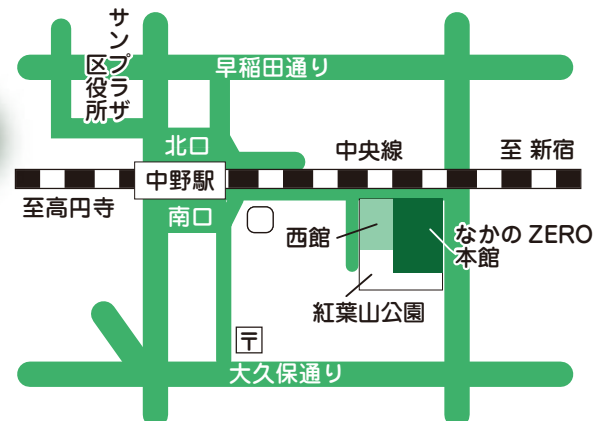 サンプラザ
区役所
早稲田通り
北口
中央線
至 新宿
中野駅
至高円寺
南口
西館
なかの ZERO
本館
紅葉山公園
〒
大久保通り